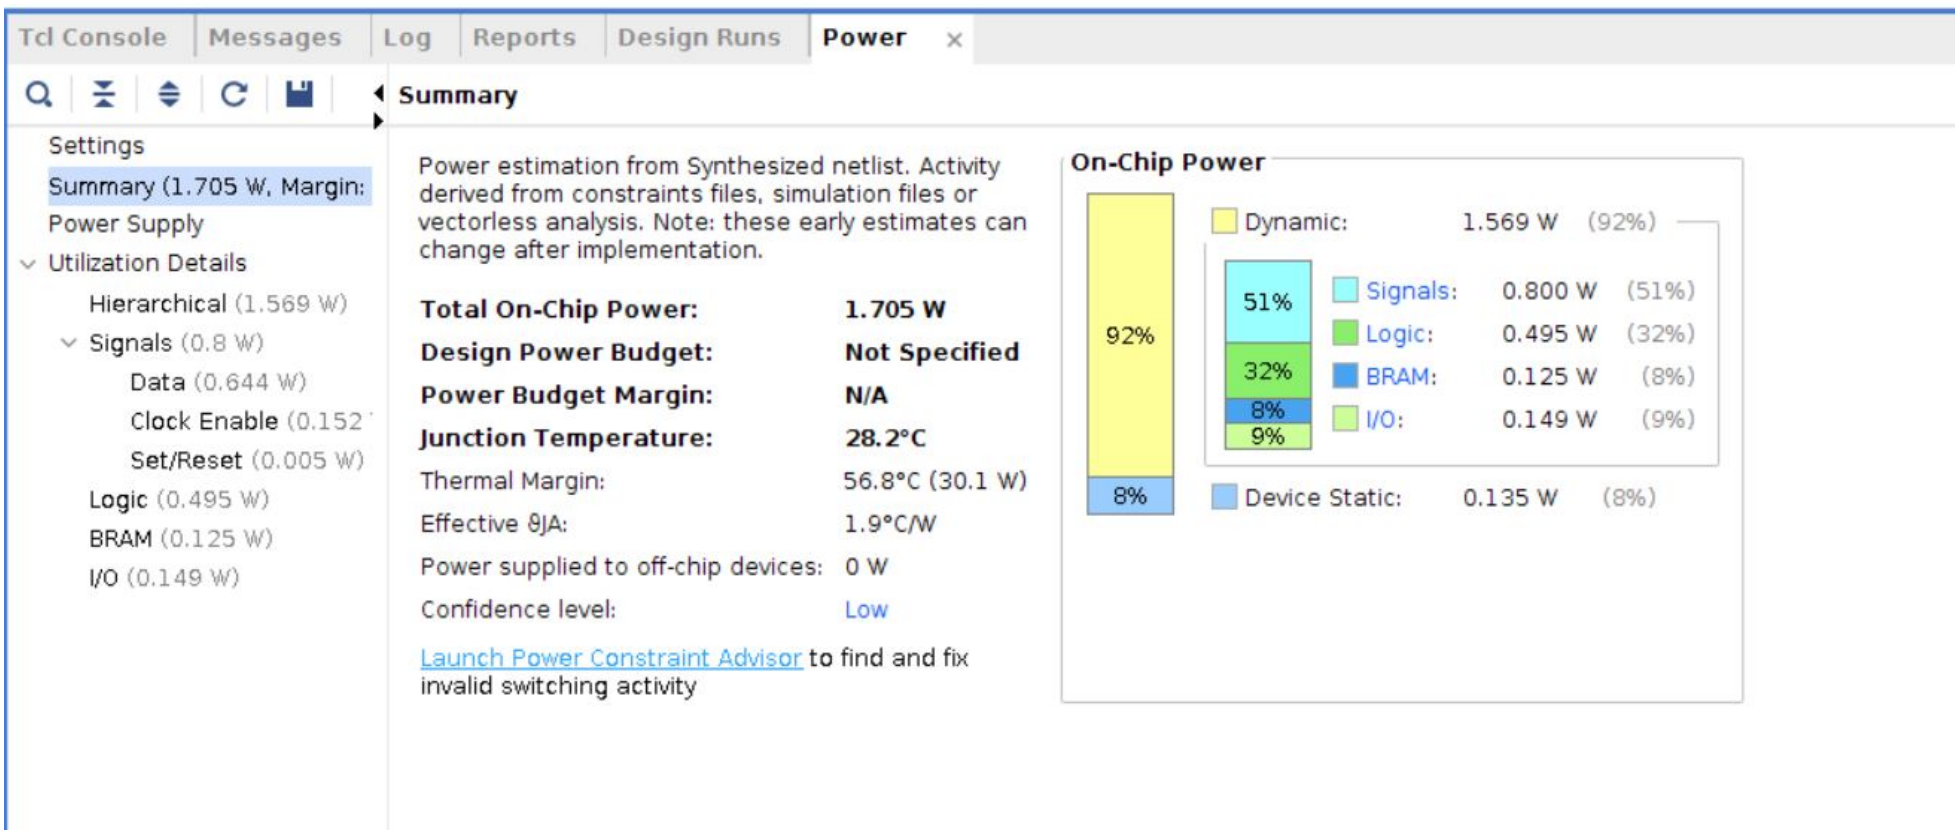 Tcl Console Messages Log Reports Design Runs Power ×
Summary
Settings
Summary (1.705 W, Margin:
Power Supply
Utilization Details
Hierarchical (1.569 W)
Signals (0.8 W)
Data (0.644 W)
Clock Enable (0.152
Set/Reset (0.005 W)
Logic (0.495 W)
BRAM (0.125 W)
I/O (0.149 W)
Power estimation from Synthesized netlist. Activity
derived from constraints files, simulation files or
vectorless analysis. Note: these early estimates can
change after implementation.
Total On-Chip Power: 1.705 W
Design Power Budget: Not Specified
Power Budget Margin: N/A
Junction Temperature: 28.2°C
Thermal Margin: 56.8°C (30.1 W)
Effective ϑJA: 1.9°C/W
Power supplied to off-chip devices: 0 W
Confidence level: Low
Launch Power Constraint Advisor to find and fix
invalid switching activity
On-Chip Power
92%
8%
Dynamic: 1.569 W (92%)
51%
32%
8%
9%
Signals: 0.800 W (51%)
Logic: 0.495 W (32%)
BRAM: 0.125 W (8%)
I/O: 0.149 W (9%)
Device Static: 0.135 W (8%)